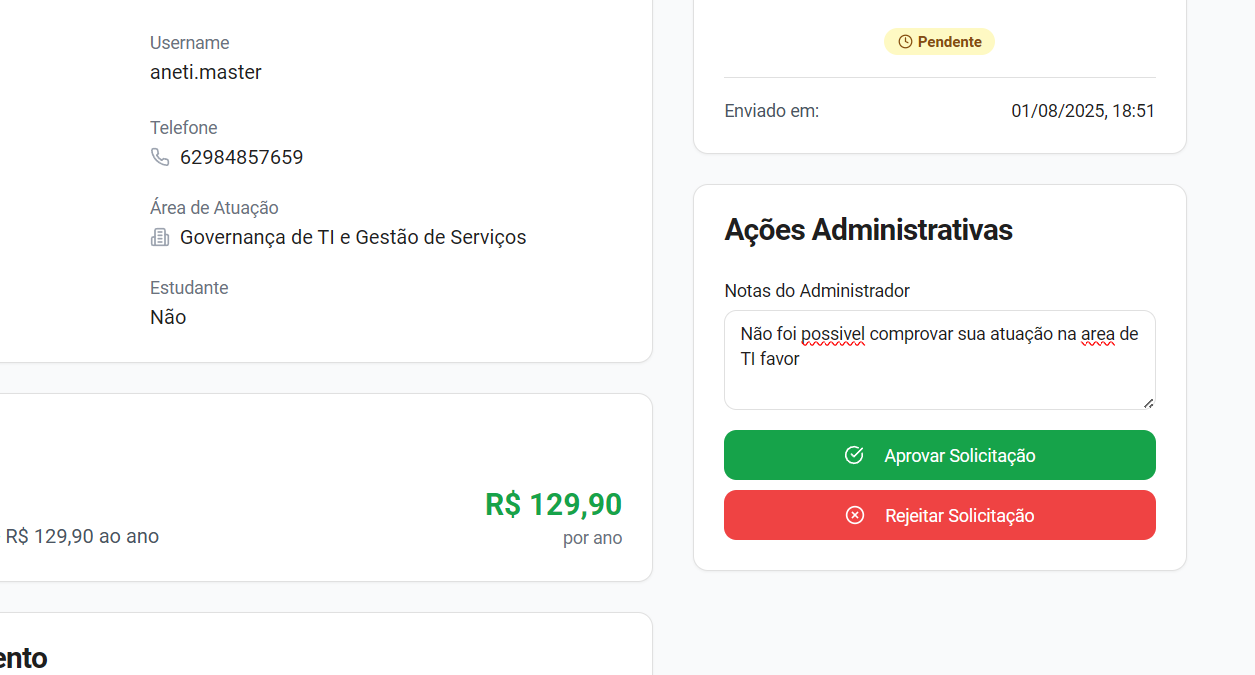 Username
aneti.master
Telefone
62984857659
Área de Atuação
Governança de TI e Gestão de Serviços
Estudante
Não
R$ 129,90
R$ 129,90 ao ano
por ano
ento
Pendente
Enviado em: 01/08/2025, 18:51
Ações Administrativas
Notas do Administrador
Não foi possivel comprovar sua atuação na area de
TI favor
Aprovar Solicitação
Rejeitar Solicitação